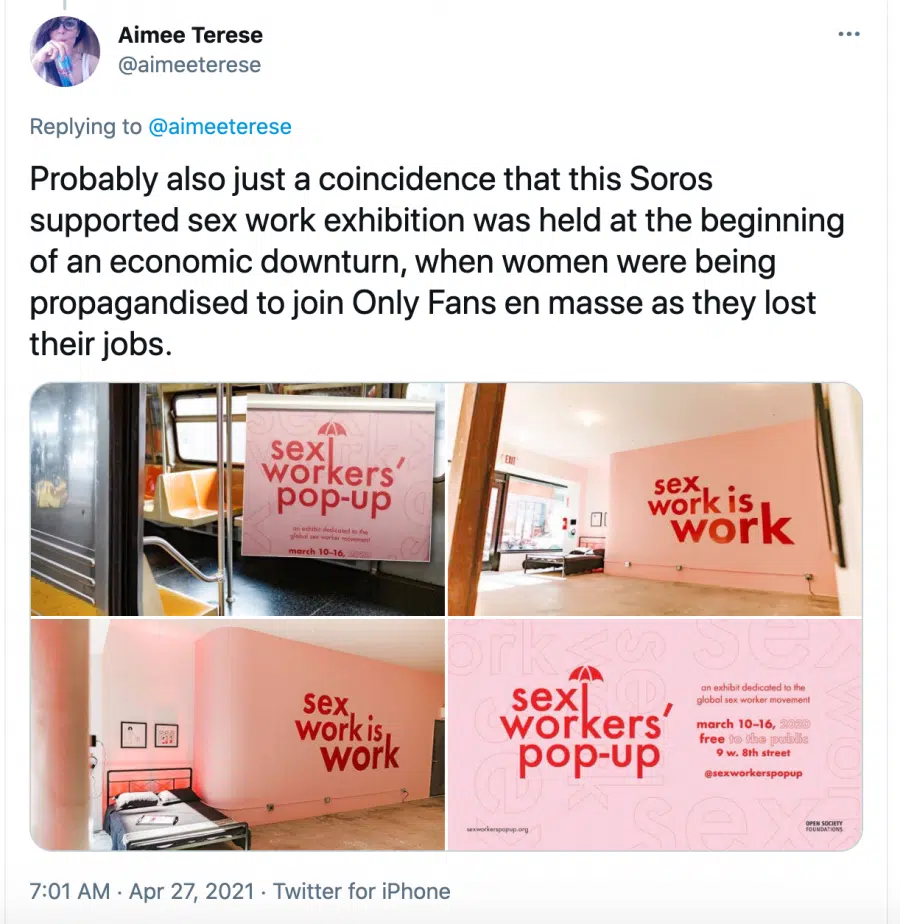 Aimee Terese
@aimeeterese
Replying to @aimeeterese
Probably also just a coincidence that this Soros
supported sex work exhibition was held at the beginning
of an economic downturn, when women were being
propagandised to join Only Fans en masse as they lost
their jobs.
sex
workers'
pop-up
an exhibit dedicated to the
global sex worker movement
march 10-16, 2020
EXIT
sex
work is
work
sex
work is
work
sex
workers'
pop-up
an exhibit dedicated to the
global sex worker movement
march 10-16, 2020
free to the public
9 w. 8th street
@sexworkerspopup
sexworkerspopup.org
OPEN SOCIETY
FOUNDATIONS
7:01 AM · Apr 27, 2021 · Twitter for iPhone